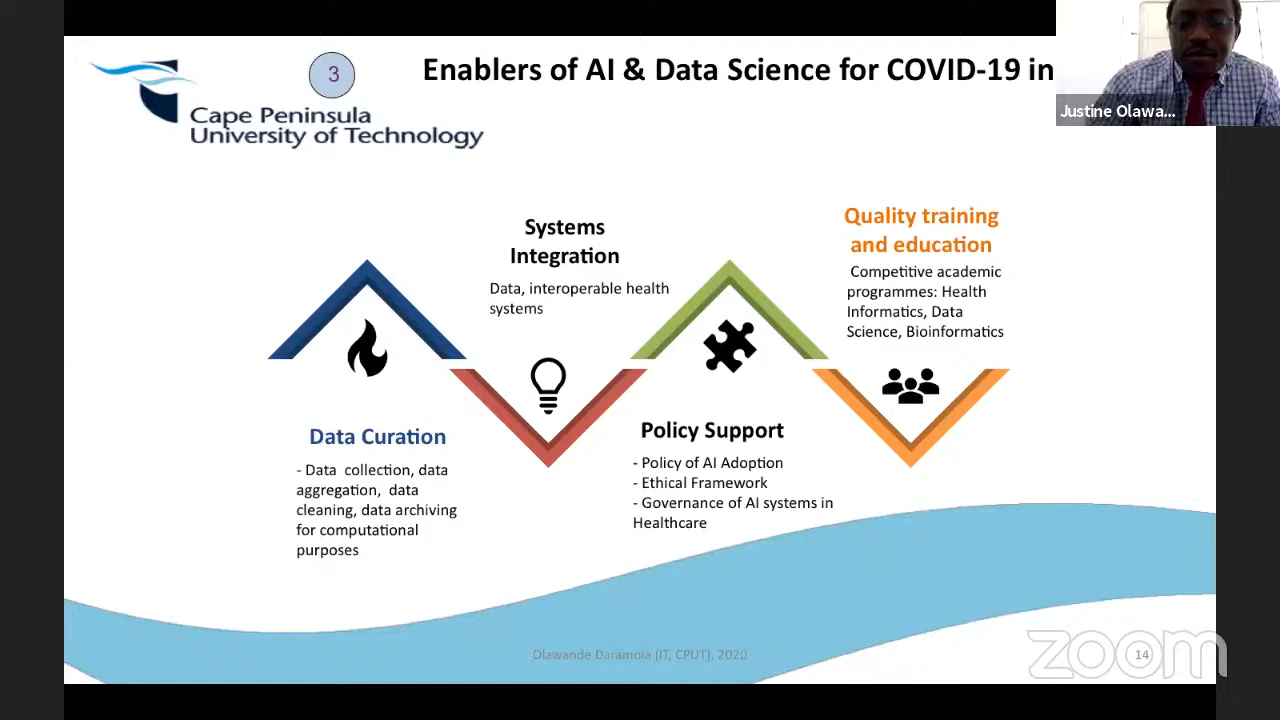 3
Enablers of AI & Data Science for COVID-19 in
Cape Peninsula
University of Technology
Justine Olawa...
Systems
Integration
Data, interoperable health
systems
Quality training
and education
Competitive academic
programmes: Health
Informatics, Data
Science, Bioinformatics
Data Curation
- Data collection, data
aggregation, data
cleaning, data archiving
for computational
purposes
Policy Support
- Policy of AI Adoption
- Ethical Framework
- Governance of AI systems in
Healthcare
Olawande Daramola (IT, CPUT), 2020
14
zoom